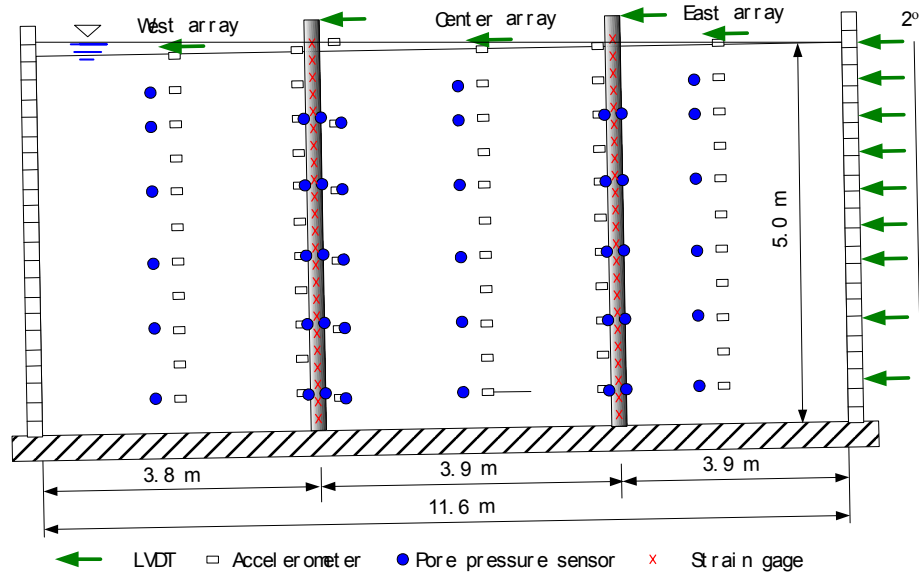 West array
Center array
East array
2º
5.0 m
3.8 m
3.9 m
3.9 m
11.6 m
LVDT
Accelerometer
Pore pressure sensor
Strain gage